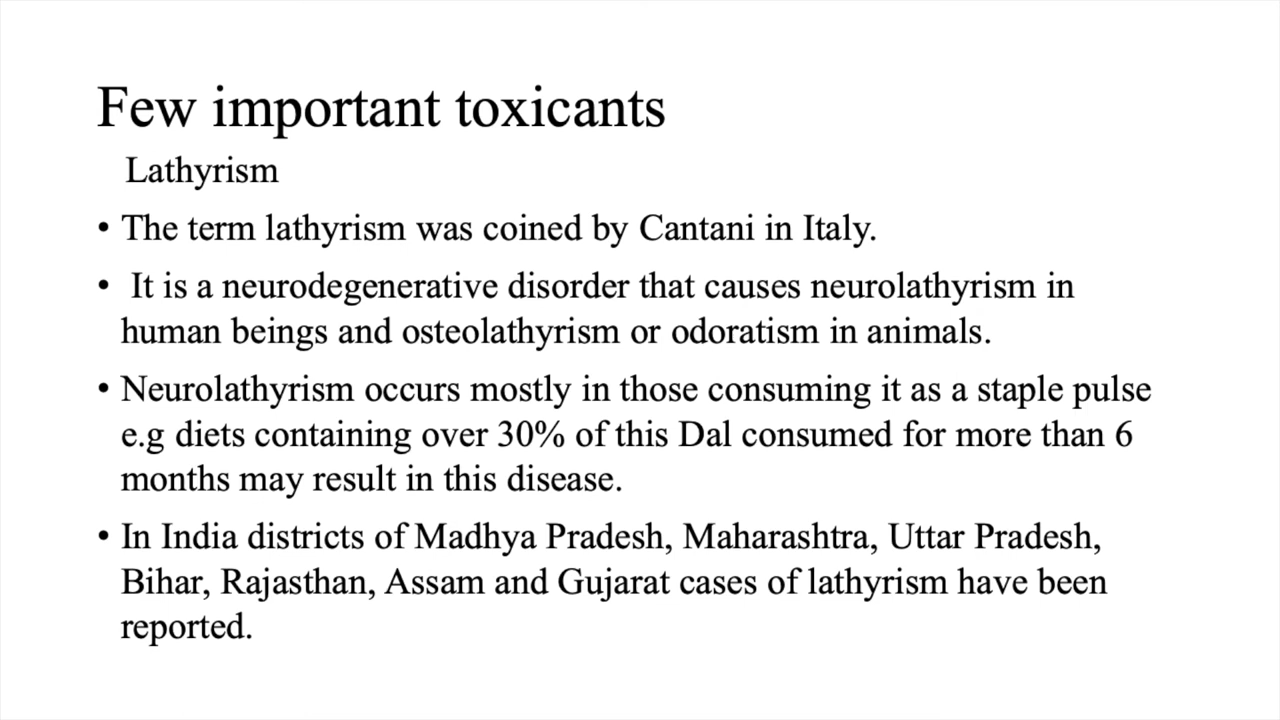 Few important toxicants
Lathyrism
• The term lathyrism was coined by Cantani in Italy.
• It is a neurodegenerative disorder that causes neurolathyrism in
human beings and osteolathyrism or odoratism in animals.
• Neurolathyrism occurs mostly in those consuming it as a staple pulse
e.g diets containing over 30% of this Dal consumed for more than 6
months may result in this disease.
• In India districts of Madhya Pradesh, Maharashtra, Uttar Pradesh,
Bihar, Rajasthan, Assam and Gujarat cases of lathyrism have been
reported.